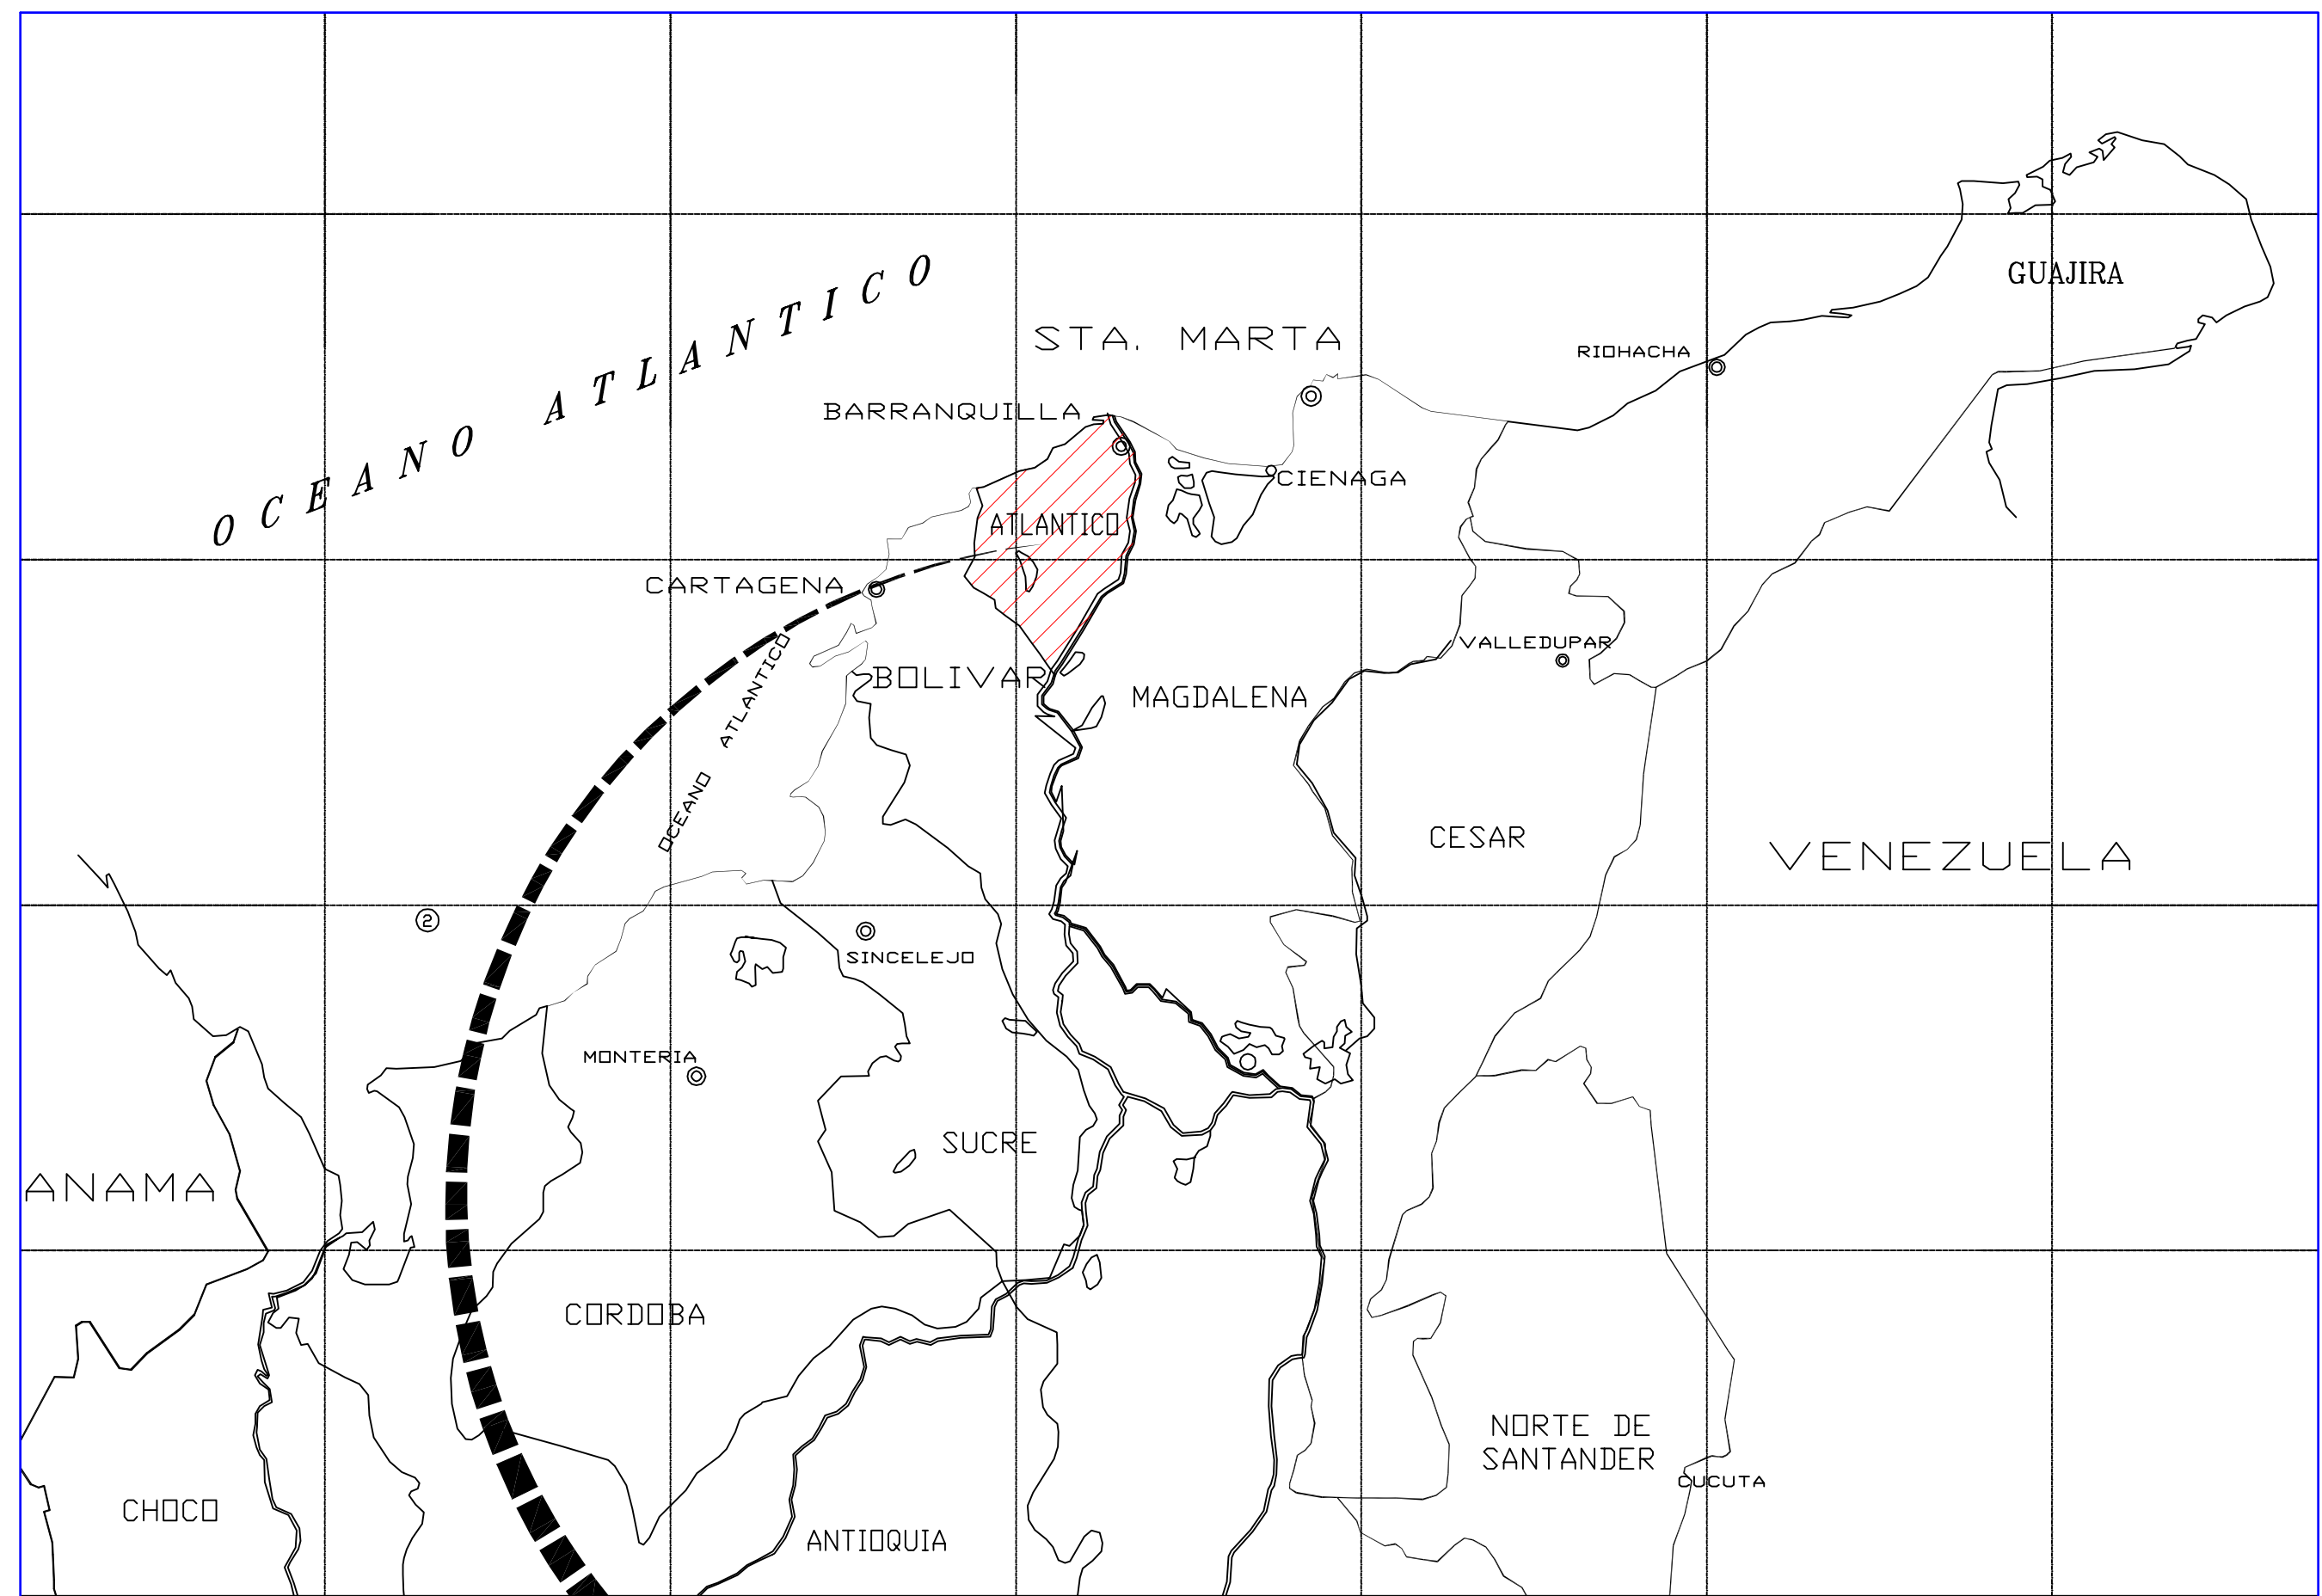 GUAJIRA
OCEANO ATLANTICO
STA. MARTA
RIOHACHA
BARRANQUILLA
CIENAGA
ATLANTICO
CARTAGENA
VALLEDUPAR
BOLIVAR
MAGDALENA
OCEANO ATLANTICO
CESAR
VENEZUELA
2
SINCELEJO
MONTERIA
SUCRE
ANAMA
CORDOBA
NORTE DE
SANTANDER
CUCUTA
CHOCO
ANTIOQUIA